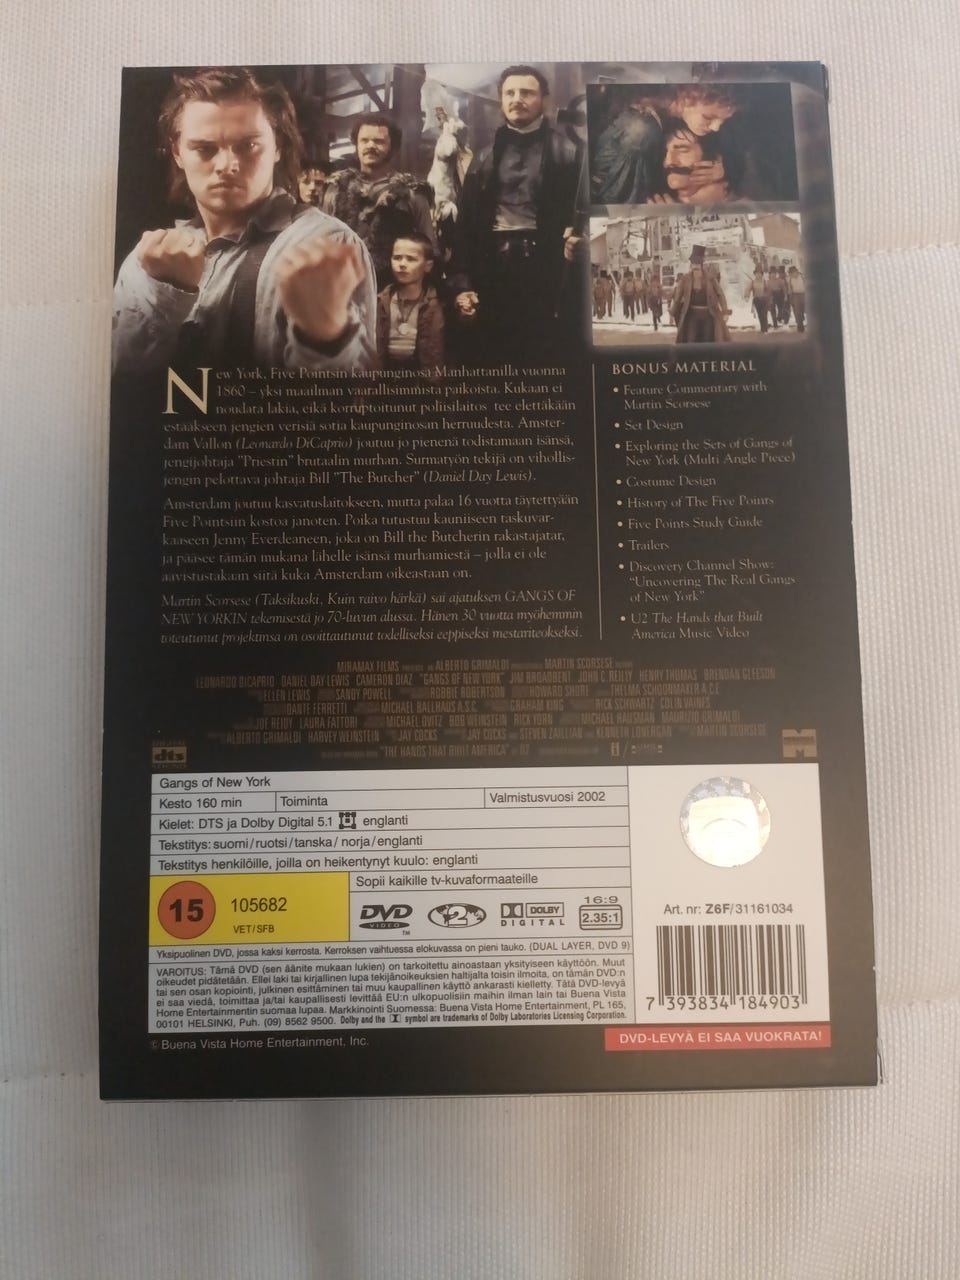 New York, Five Pointsin kaupunginosa Manhattanilla vuonna
1860 – yksi maailman vaarallisimmista paikoista. Kukaan ei
noudata lakia, eikä korruptoitunut poliisilaitos tee elettäkään
estääkseen jengien verisiä sotia kaupunginosan herruudesta. Amster-
dam Vallon (Leonardo DiCaprio) joutuu jo pienenä todistamaan isänsä,
jengijohtaja "Priestin" brutaalin murhan. Surmatyön tekijä on vihollis-
jengin pelottava johtaja Bill "The Butcher" (Daniel Day Lewis).
Amsterdam joutuu kasvatuslaitokseen, mutta palaa 16 vuotta täytettyään
Five Pointsiin kostoa janoten. Poika tutustuu kauniiseen taskuvar-
kaaseen Jenny Everdeaneen, joka on Bill the Butcherin rakastajatar,
ja pääsee tämän mukana lähelle isänsä murhamiestä – jolla ei ole
aavistustakaan siitä kuka Amsterdam oikeastaan on.
Martin Scorsese (Taksikuski, Kuin raivo härkä) sai ajatuksen GANGS OF
NEW YORKIN tekemisestä jo 70-luvun alussa. Hänen 30 vuotta myöhemmin
toteutunut projektinsa on osoittautunut todelliseksi eeppiseksi mestariteokseksi.
BONUS MATERIAL
• Feature Commentary with
Martin Scorsese
• Set Design
• Exploring the Sets of Gangs of
New York (Multi Angle Piece)
• Costume Design
• History of The Five Points
• Five Points Study Guide
• Trailers
• Discovery Channel Show:
"Uncovering The Real Gangs
of New York"
• U2 The Hands that Built
America Music Video
MIRAMAX FILMS ALBERTO GRIMALDI MARTIN SCORSESE
LEONARDO DICAPRIO DANIEL DAY-LEWIS CAMERON DIAZ "GANGS OF NEW YORK" JIM BROADBENT JOHN C. REILLY HENRY THOMAS BRENDAN GLEESON
ELLEN LEWIS SANDY POWELL ROBBIE ROBERTSON HOWARD SHORE THELMA SCHOONMAKER A.C.E
DANTE FERRETTI MICHAEL BALLHAUS A.S.C. GRAHAM KING RICK SCHWARTZ COLIN VAINES
JOE REIDY LAURA FATTORI MICHAEL OVITZ BOB WEINSTEIN RICK YORN MICHAEL HAUSMAN MAURIZIO GRIMALDI
ALBERTO GRIMALDI HARVEY WEINSTEIN JAY COCKS JAY COCKS STEVEN ZAILLIAN KENNETH LONERGAN MARTIN SCORSESE
"THE HANDS THAT BUILT AMERICA" U2
dts
Gangs of New York
Kesto 160 min Toiminta Valmistusvuosi 2002
Kielet: DTS ja Dolby Digital 5.1 englanti
Tekstitys: suomi/ruotsi/tanska/norja/englanti
Tekstitys henkilöille, joilla on heikentynyt kuulo: englanti
15 105682
VET/SFB
Sopii kaikille tv-kuvaformaateille
DVD VIDEO TM 2 DOLBY DIGITAL 16:9 2.35:1
Yksipuolinen DVD, jossa kaksi kerrosta. Kerroksen vaihtuessa elokuvassa on pieni tauko. (DUAL LAYER, DVD 9)
VAROITUS: Tämä DVD (sen äänite mukaan lukien) on tarkoitettu ainoastaan yksityiseen käyttöön. Muut
oikeudet pidätetään. Ellei laki tai kirjallinen lupa tekijänoikeuksien haltijalta toisin ilmoita, on tämän DVD:n
tai sen osan kopiointi, julkinen esittäminen tai muu kaupallinen käyttö ankarasti kielletty. Tätä DVD-levyä
ei saa viedä, toimittaa ja/tai kaupallisesti levittää EU:n ulkopuolisiin maihin ilman lain tai Buena Vista
Home Entertainmentin suomaa lupaa. Markkinointi Suomessa: Buena Vista Home Entertainment, PL 165,
00101 HELSINKI, Puh. (09) 8562 9500. Dolby and the symbol are trademarks of Dolby Laboratories Licensing Corporation.
Art. nr: Z6F/31161034
7 393834 184903
© Buena Vista Home Entertainment, Inc.
DVD-LEVYÄ EI SAA VUOKRATA!